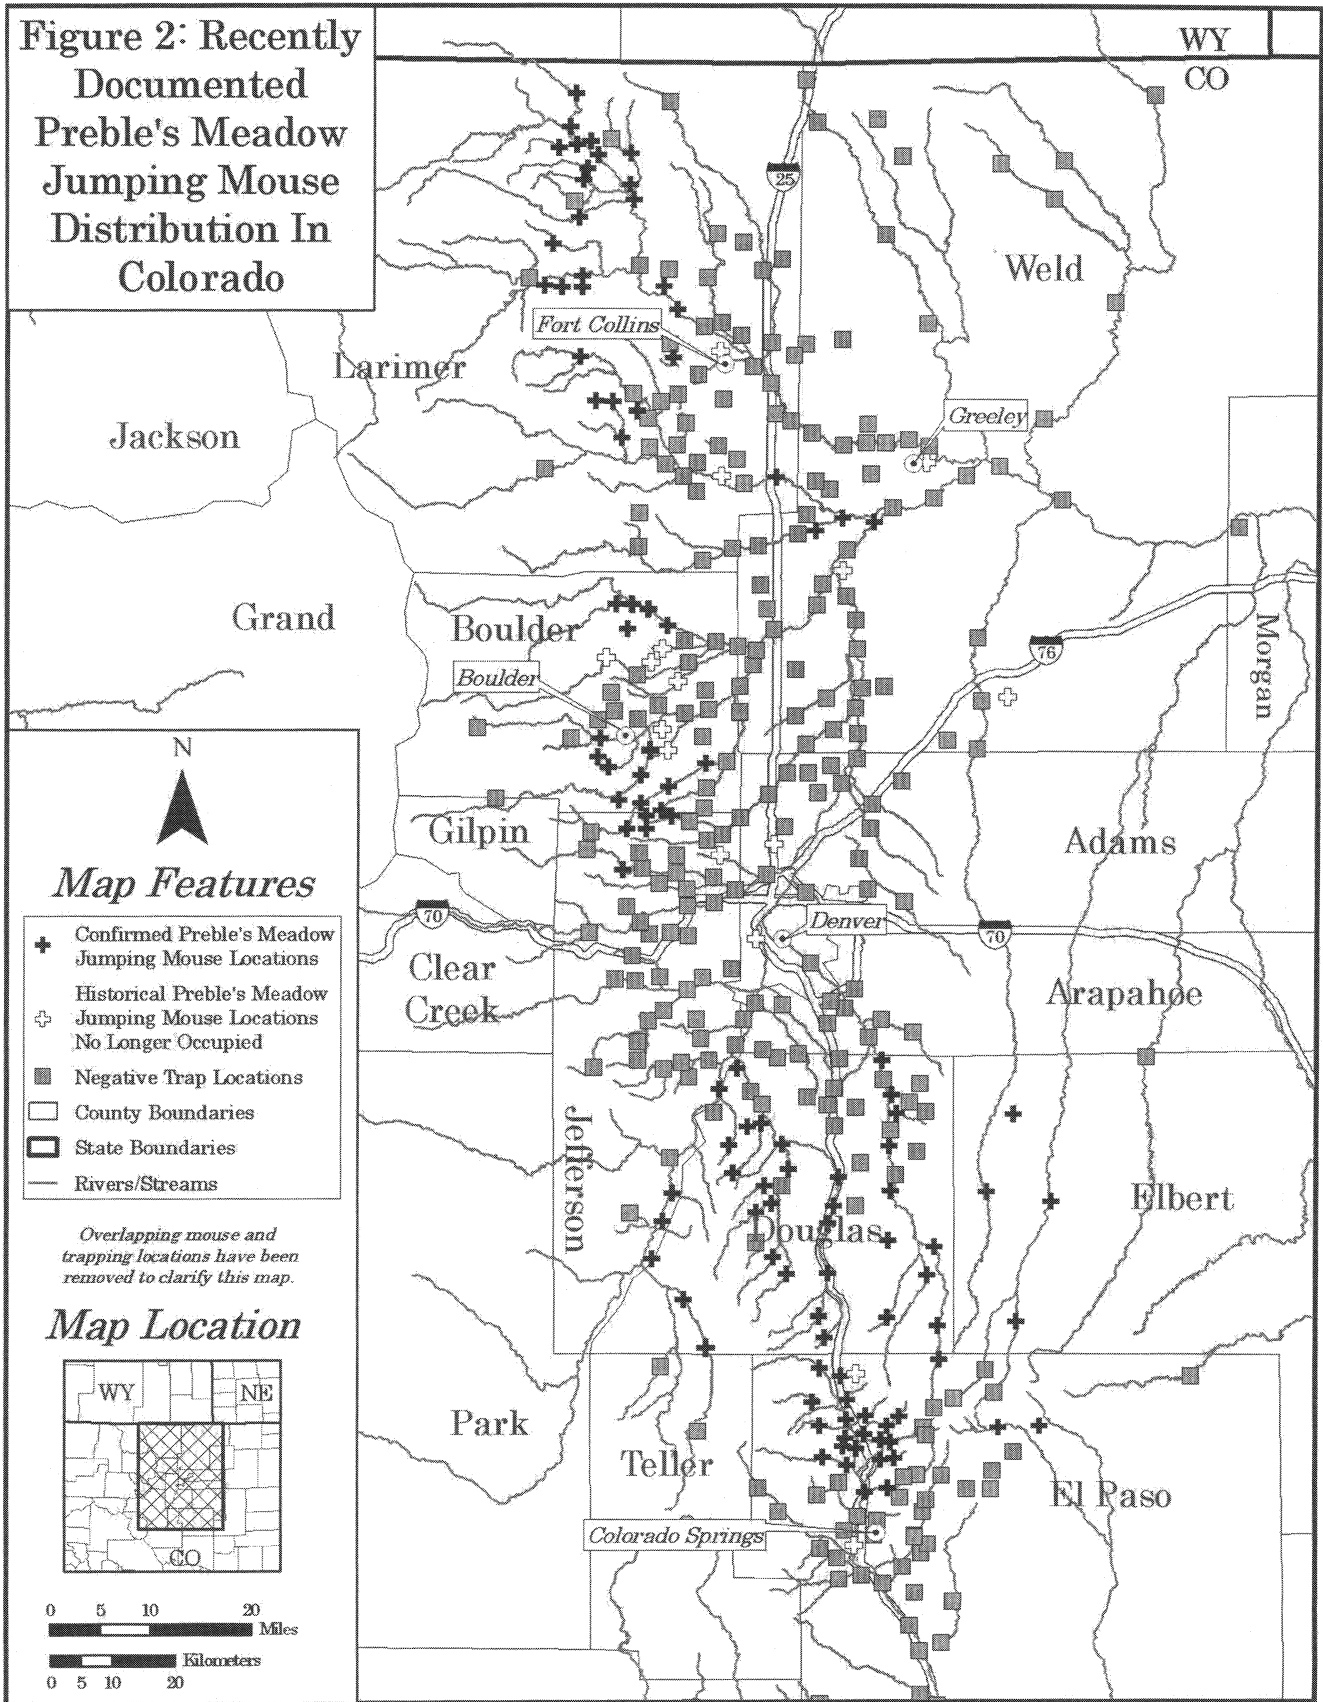 Figure 2: Recently
Documented
Preble's Meadow
Jumping Mouse
Distribution In
Colorado
WY
CO
25
Weld
Fort Collins
Larimer
Jackson
Greeley
Grand
Boulder
Boulder
76
Morgan
N
Gilpin
Adams
Map Features
Confirmed Preble's Meadow
Jumping Mouse Locations
Historical Preble's Meadow
Jumping Mouse Locations
No Longer Occupied
Negative Trap Locations
County Boundaries
State Boundaries
Rivers/Streams
70
Denver
70
Clear
Creek
Arapahoe
Jefferson
Elbert
Douglas
Overlapping mouse and
trapping locations have been
removed to clarify this map.
Map Location
WY
NE
CO
Park
Teller
El Paso
Colorado Springs
0 5 10 20
Miles
Kilometers
0 5 10 20